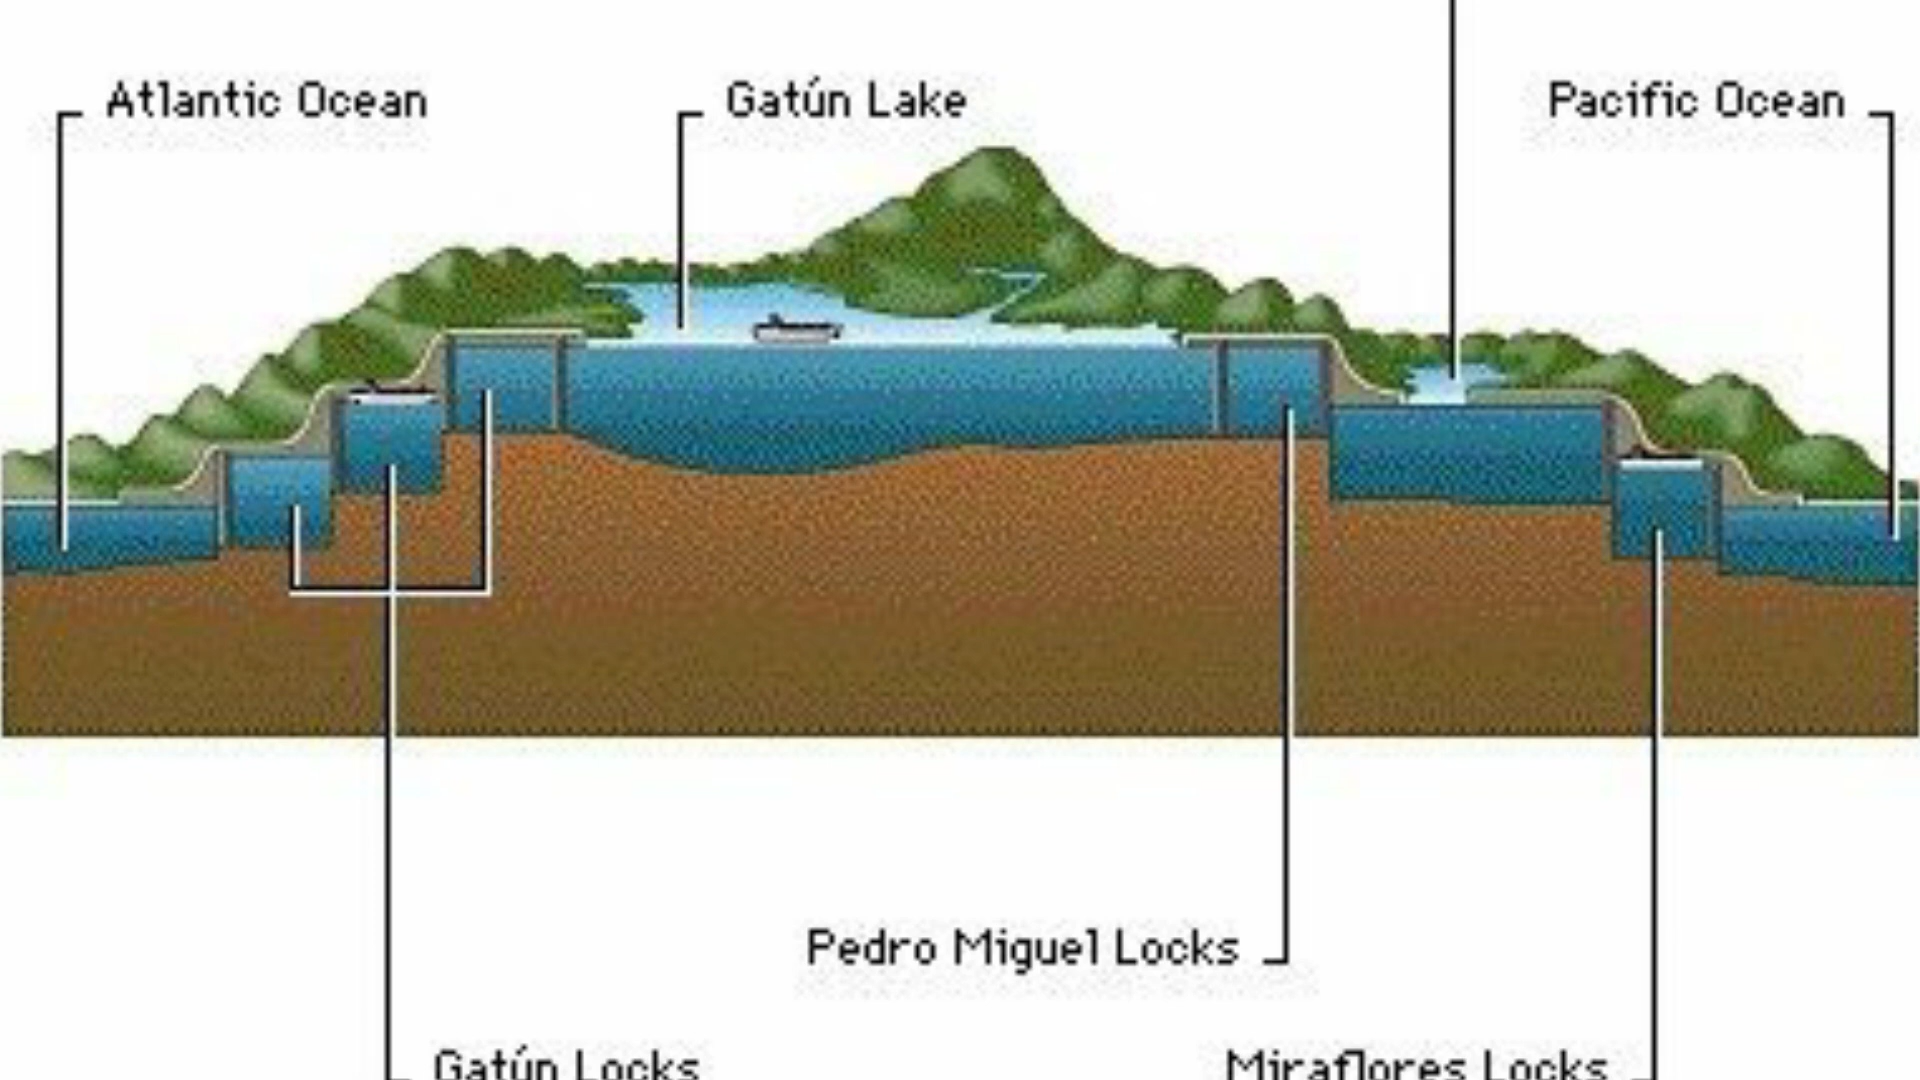 Atlantic Ocean
Gatún Lake
Pacific Ocean
Pedro Miguel Locks
Gatún Locks
Miraflores Locks